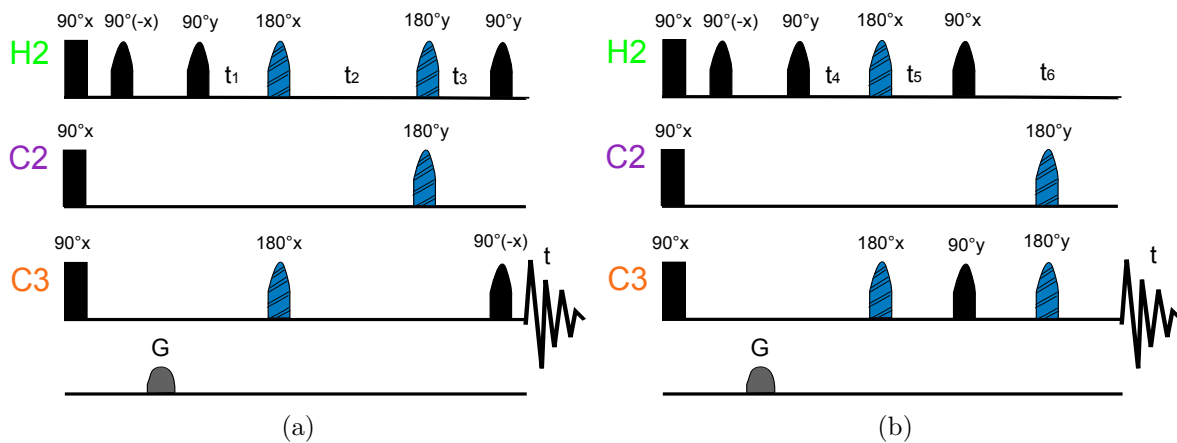 90°x 90°(-x) 90°y 180°x 180°y 90°y
H2 t₁ t₂ t₃
90°x 180°y
C2
90°x 180°x 90°(-x)
C3 t
G
(a)
90°x 90°(-x) 90°y 180°x 90°x
H2 t₄ t₅ t₆
90°x 180°y
C2
90°x 180°x 90°y 180°y
C3 t
G
(b)